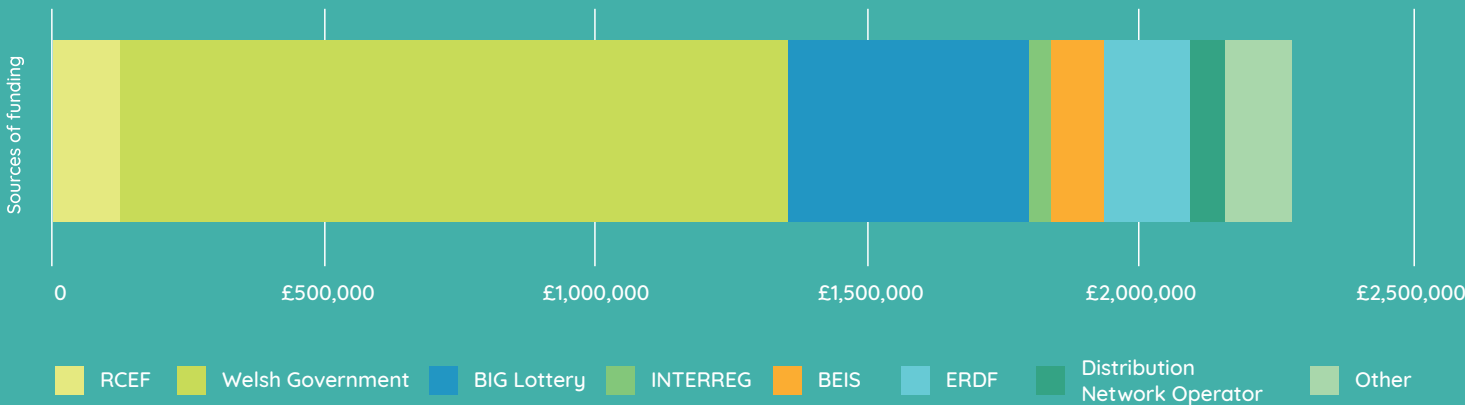 Sources of funding
0
£500,000
£1,000,000
£1,500,000
£2,000,000
£2,500,000
RCEF
Welsh Government
BIG Lottery
INTERREG
BEIS
ERDF
Distribution
Network Operator
Other